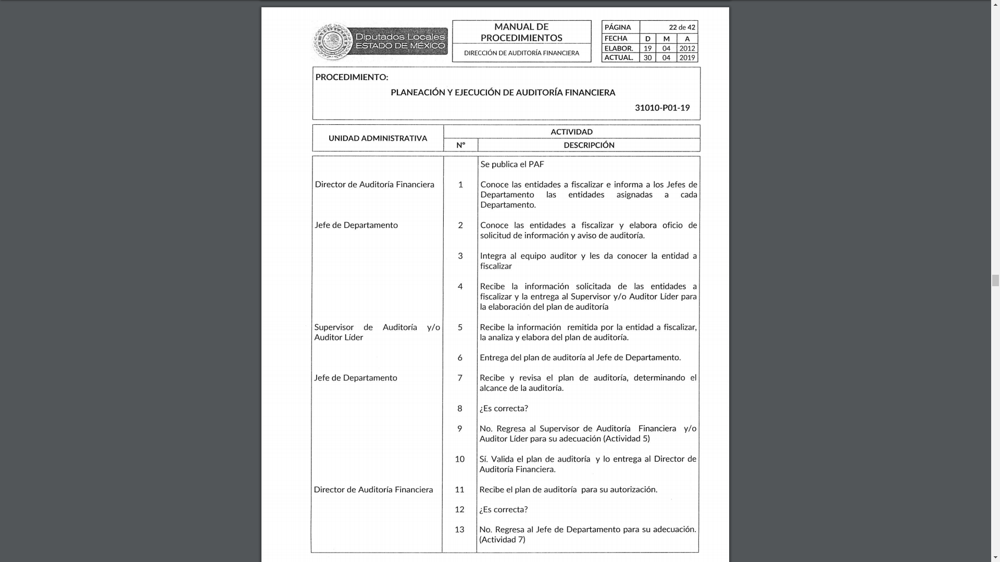 Diputados Locales
ESTADO DE MÉXICO
MANUAL DE
PROCEDIMIENTOS
DIRECCIÓN DE AUDITORÍA FINANCIERA
PÁGINA 22 de 42
FECHA D M A
ELABOR. 19 04 2012
ACTUAL. 30 04 2019
PROCEDIMIENTO:
PLANEACIÓN Y EJECUCIÓN DE AUDITORÍA FINANCIERA
31010-P01-19
UNIDAD ADMINISTRATIVA
ACTIVIDAD
Nº DESCRIPCIÓN
Se publica el PAF
Director de Auditoría Financiera 1 Conoce las entidades a fiscalizar e informa a los Jefes de
Departamento las entidades asignadas a cada
Departamento.
Jefe de Departamento 2 Conoce las entidades a fiscalizar y elabora oficio de
solicitud de información y aviso de auditoría.
3 Integra al equipo auditor y les da conocer la entidad a
fiscalizar
4 Recibe la información solicitada de las entidades a
fiscalizar y la entrega al Supervisor y/o Auditor Líder para
la elaboración del plan de auditoría
Supervisor de Auditoría y/o 5 Recibe la información remitida por la entidad a fiscalizar,
Auditor Líder la analiza y elabora del plan de auditoría.
6 Entrega del plan de auditoría al Jefe de Departamento.
Jefe de Departamento 7 Recibe y revisa el plan de auditoría, determinando el
alcance de la auditoría.
8 ¿Es correcta?
9 No. Regresa al Supervisor de Auditoría Financiera y/o
Auditor Líder para su adecuación (Actividad 5)
10 Sí. Valida el plan de auditoría y lo entrega al Director de
Auditoría Financiera.
Director de Auditoría Financiera 11 Recibe el plan de auditoría para su autorización.
12 ¿Es correcta?
13 No. Regresa al Jefe de Departamento para su adecuación.
(Actividad 7)